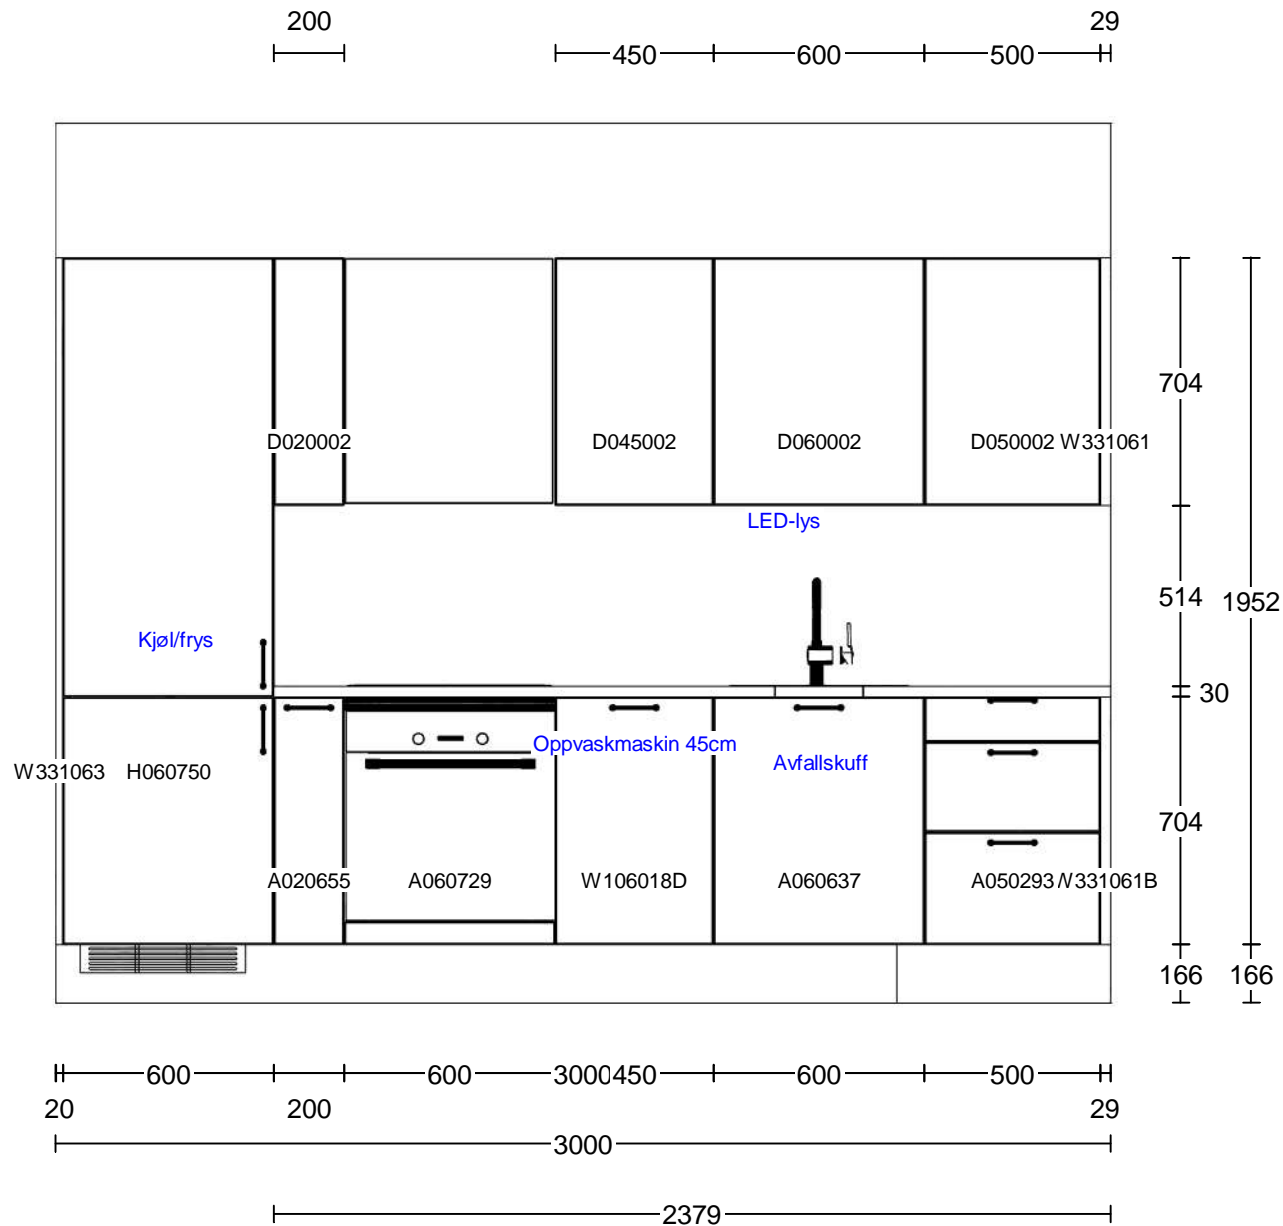 200
29
450
600
500
704
D020002
D045002
D060002
D050002 W331061
LED-lys
514
1952
Kjøl/frys
30
Oppvaskmaskin 45cm
Avfallskuff
W331063
H060750
704
A020655
A060729
W106018D
A060637
A050293
W331061B
166
166
600
600
3000
450
600
500
20
200
29
3000
2379